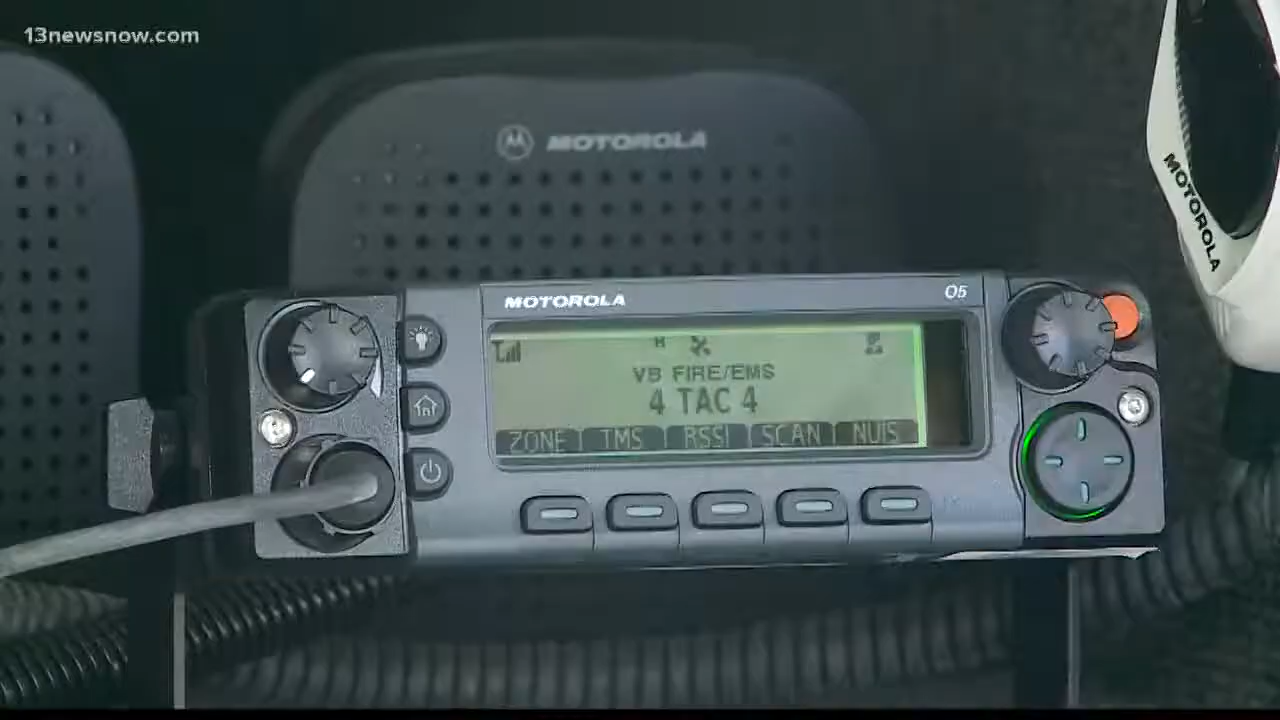 13newsnow.com
MOTOROLA
MOTOROLA
MOTOROLA O5
H
VB FIRE/EMS
4 TAC 4
ZONE TMS RSSI SCAN NUIS